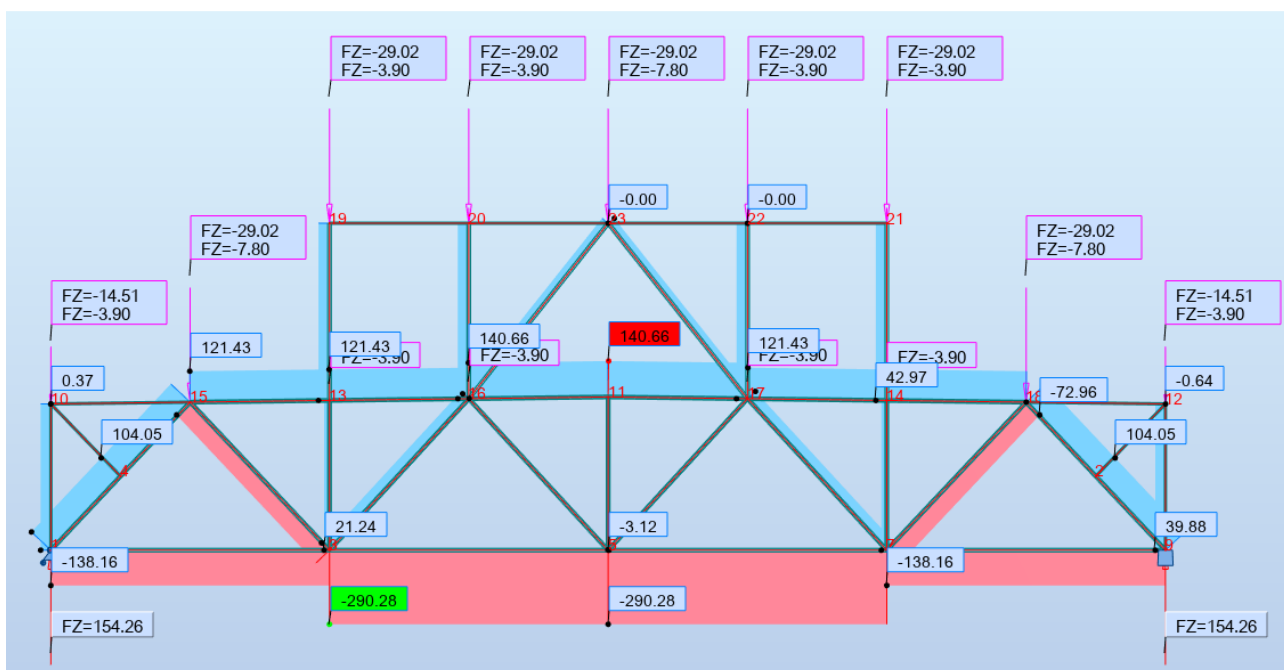 FZ=-29.02
FZ=-3.90
FZ=-29.02
FZ=-3.90
FZ=-29.02
FZ=-7.80
FZ=-29.02
FZ=-3.90
FZ=-29.02
FZ=-3.90
-0.00
-0.00
19
20
23
22
21
FZ=-29.02
FZ=-7.80
FZ=-29.02
FZ=-7.80
FZ=-14.51
FZ=-3.90
FZ=-14.51
FZ=-3.90
121.43
121.43
FZ=-3.90
140.66
FZ=-3.90
140.66
121.43
FZ=-3.90
FZ=-3.90
0.37
42.97
-72.96
-0.64
10
15
13
16
11
17
14
18
12
104.05
104.05
4
2
21.24
-3.12
39.88
-138.16
-138.16
-290.28
-290.28
FZ=154.26
FZ=154.26